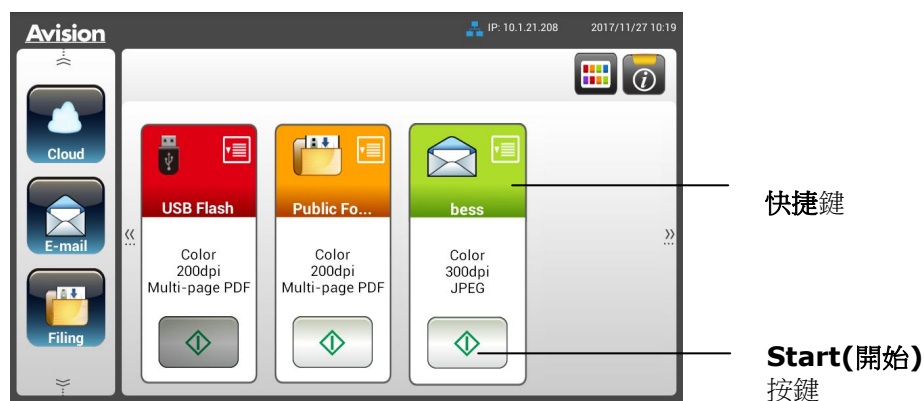 Avision
IP: 10.1.21.208
2017/11/27 10:19
Cloud
E-mail
Filing
USB Flash
Color
200dpi
Multi-page PDF
Public Fo...
Color
200dpi
Multi-page PDF
bess
Color
300dpi
JPEG
快捷鍵
Start(開始)
按鍵